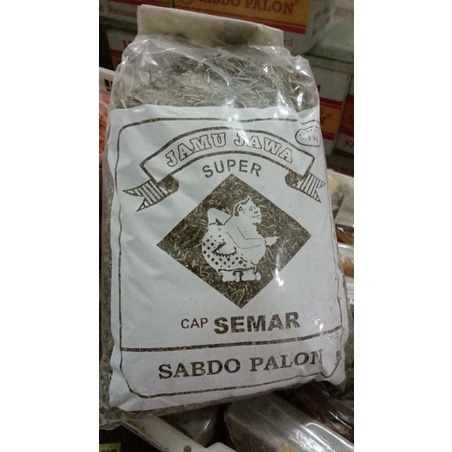 SABDO PALON
JAMU JAWA
SUPER
CAP SEMAR
SABDO PALON